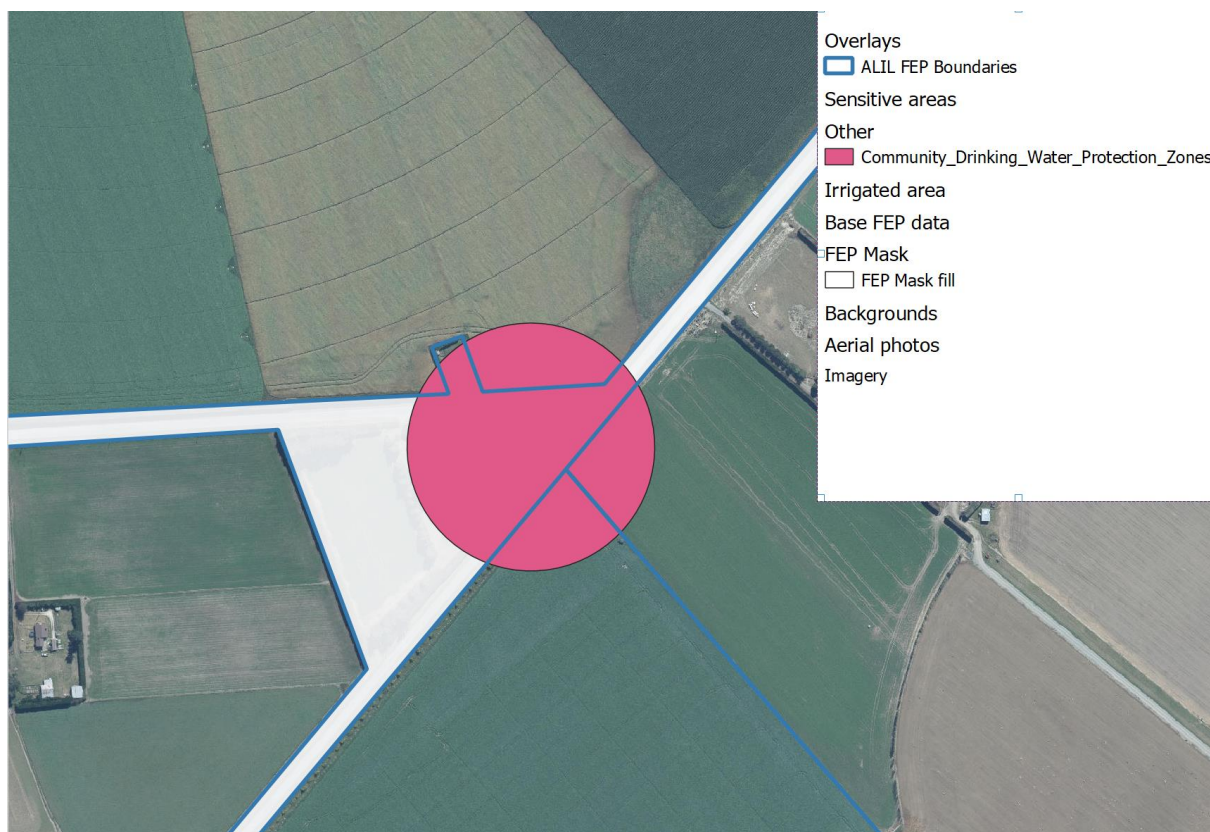 Overlays
ALIL FEP Boundaries
Sensitive areas
Other
Community_Drinking_Water_Protection_Zones
Irrigated area
Base FEP data
FEP Mask
FEP Mask fill
Backgrounds
Aerial photos
Imagery